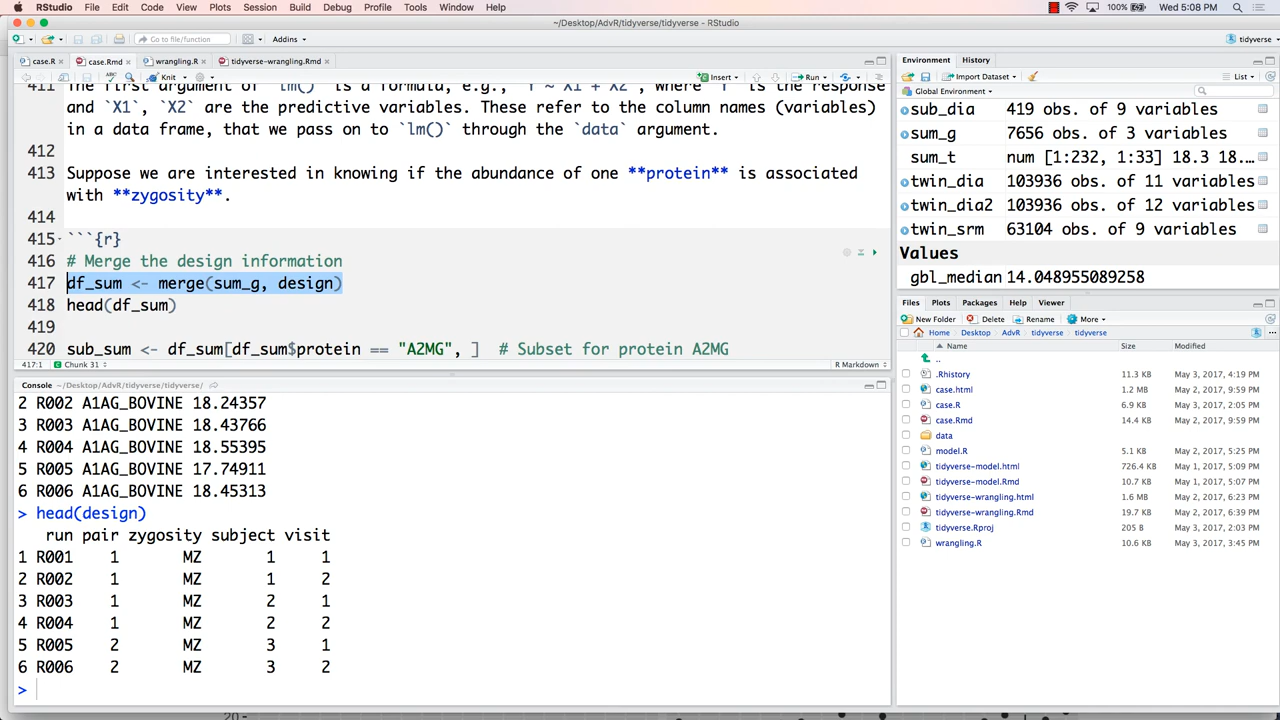 RStudio File Edit Code View Plots Session Build Debug Profile Tools Window Help 100% Wed 5:08 PM
~/Desktop/AdvR/tidyverse/tidyverse - RStudio
Go to file/function Addins tidyverse
case.R case.Rmd wrangling.R tidyverse-wrangling.Rmd
Knit Insert Run
411 The first argument of `lm()` is a formula, e.g., `Y ~ X1 + X2`, where `Y` is the response
and `X1`, `X2` are the predictive variables. These refer to the column names (variables)
in a data frame, that we pass on to `lm()` through the `data` argument.
412
413 Suppose we are interested in knowing if the abundance of one **protein** is associated
with **zygosity**.
414
415 ```{r}
416 # Merge the design information
417 df_sum <- merge(sum_g, design)
418 head(df_sum)
419
420 sub_sum <- df_sum[df_sum$protein == "A2MG", ] # Subset for protein A2MG
417:1 Chunk 31 R Markdown
Console ~/Desktop/AdvR/tidyverse/tidyverse/
2 R002 A1AG_BOVINE 18.24357
3 R003 A1AG_BOVINE 18.43766
4 R004 A1AG_BOVINE 18.55395
5 R005 A1AG_BOVINE 17.74911
6 R006 A1AG_BOVINE 18.45313
> head(design)
run pair zygosity subject visit
1 R001 1 MZ 1 1
2 R002 1 MZ 1 2
3 R003 1 MZ 2 1
4 R004 1 MZ 2 2
5 R005 2 MZ 3 1
6 R006 2 MZ 3 2
>
20
Environment History
Import Dataset List
Global Environment
sub_dia 419 obs. of 9 variables
sum_g 7656 obs. of 3 variables
sum_t num [1:232, 1:33] 18.3 18.…
twin_dia 103936 obs. of 11 variables
twin_dia2 103936 obs. of 12 variables
twin_srm 63104 obs. of 9 variables
Values
gbl_median 14.048955089258
Files Plots Packages Help Viewer
New Folder Delete Rename More
Home Desktop AdvR tidyverse tidyverse
Name Size Modified
..
.Rhistory 11.3 KB May 3, 2017, 4:19 PM
case.html 1.2 MB May 2, 2017, 9:59 PM
case.R 6.9 KB May 3, 2017, 2:05 PM
case.Rmd 14.4 KB May 2, 2017, 9:59 PM
data
model.R 5.1 KB May 2, 2017, 5:25 PM
tidyverse-model.html 726.4 KB May 1, 2017, 5:09 PM
tidyverse-model.Rmd 10.7 KB May 1, 2017, 5:07 PM
tidyverse-wrangling.html 1.6 MB May 2, 2017, 6:23 PM
tidyverse-wrangling.Rmd 19.7 KB May 2, 2017, 6:39 PM
tidyverse.Rproj 205 B May 3, 2017, 2:03 PM
wrangling.R 10.6 KB May 3, 2017, 3:45 PM